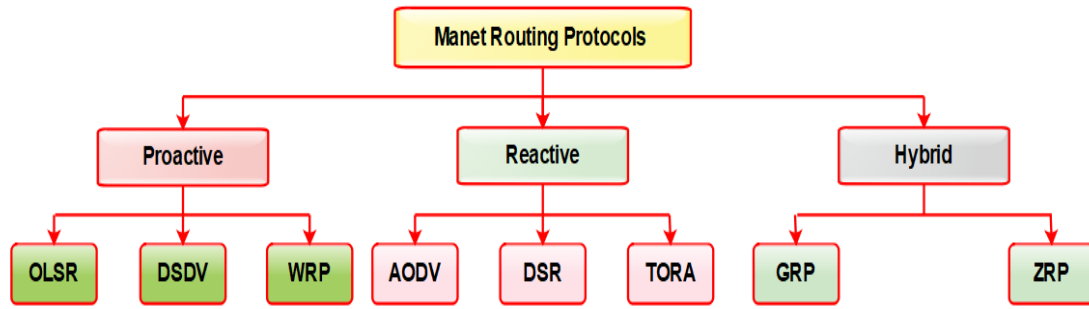 Manet Routing Protocols
Proactive
Reactive
Hybrid
OLSR
DSDV
WRP
AODV
DSR
TORA
GRP
ZRP